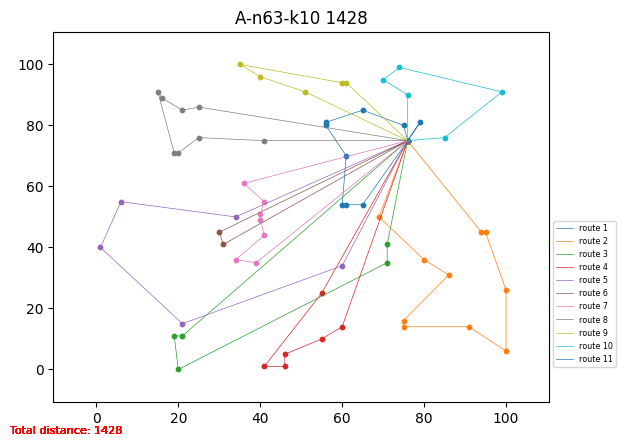 A-n63-k10 1428
100
80
60
40
20
0
0 20 40 60 80 100
route 1
route 2
route 3
route 4
route 5
route 6
route 7
route 8
route 9
route 10
route 11
Total distance: 1428